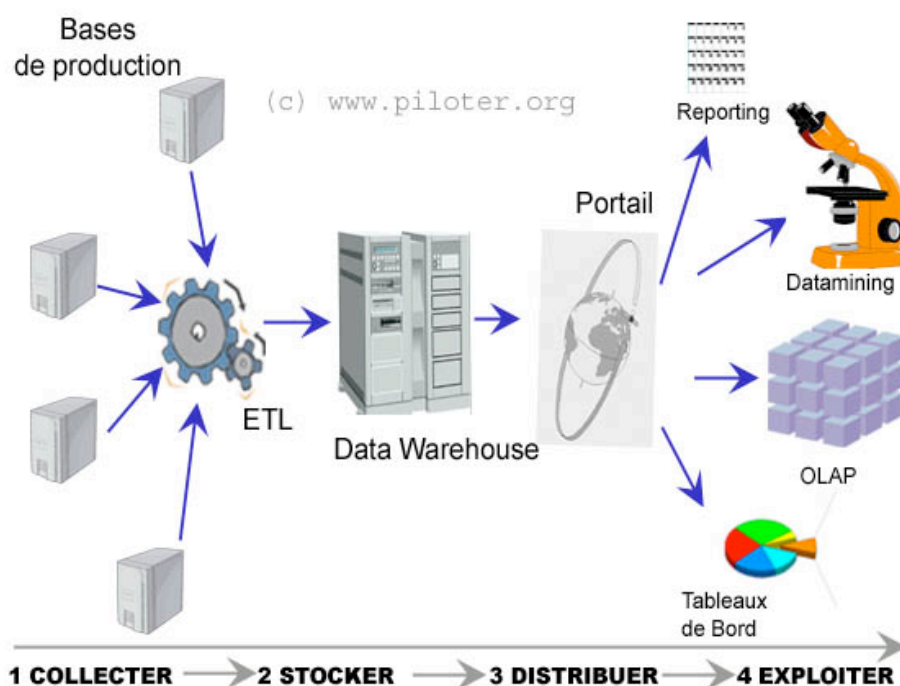 Bases
de production
(c) www.piloter.org
Reporting
Portail
Datamining
ETL
Data Warehouse
OLAP
Tableaux
de Bord
1 COLLECTER
2 STOCKER
3 DISTRIBUER
4 EXPLOITER